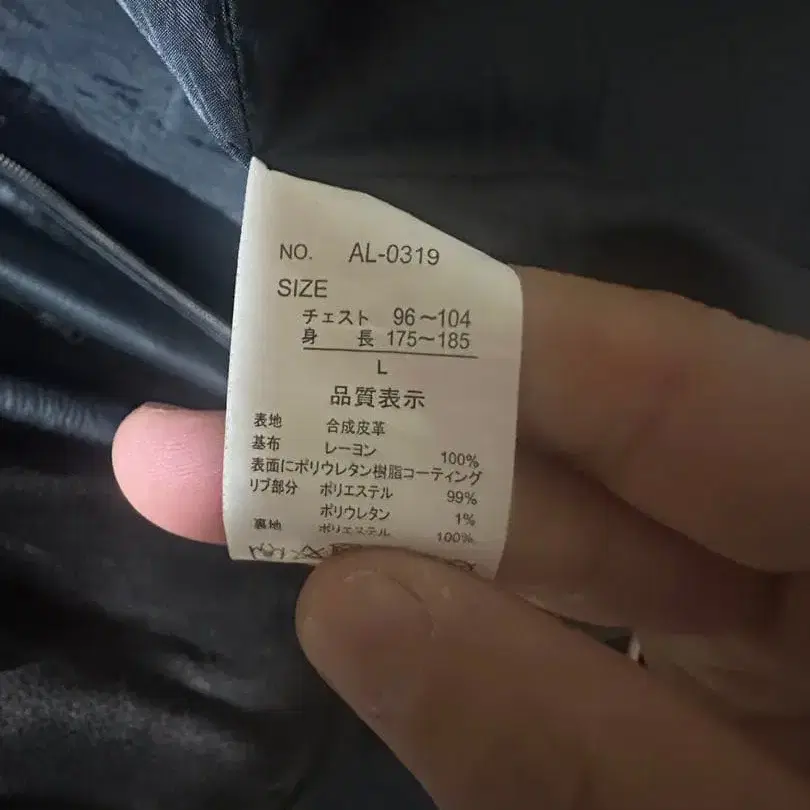 NO. AL-0319
SIZE
チェスト 96～104
身 長 175～185
L
品質表示
表地 合成皮革
基布 レーヨン 100%
表面にポリウレタン樹脂コーティング
リブ部分 ポリエステル 99%
ポリウレタン 1%
裏地 ポリエステル 100%